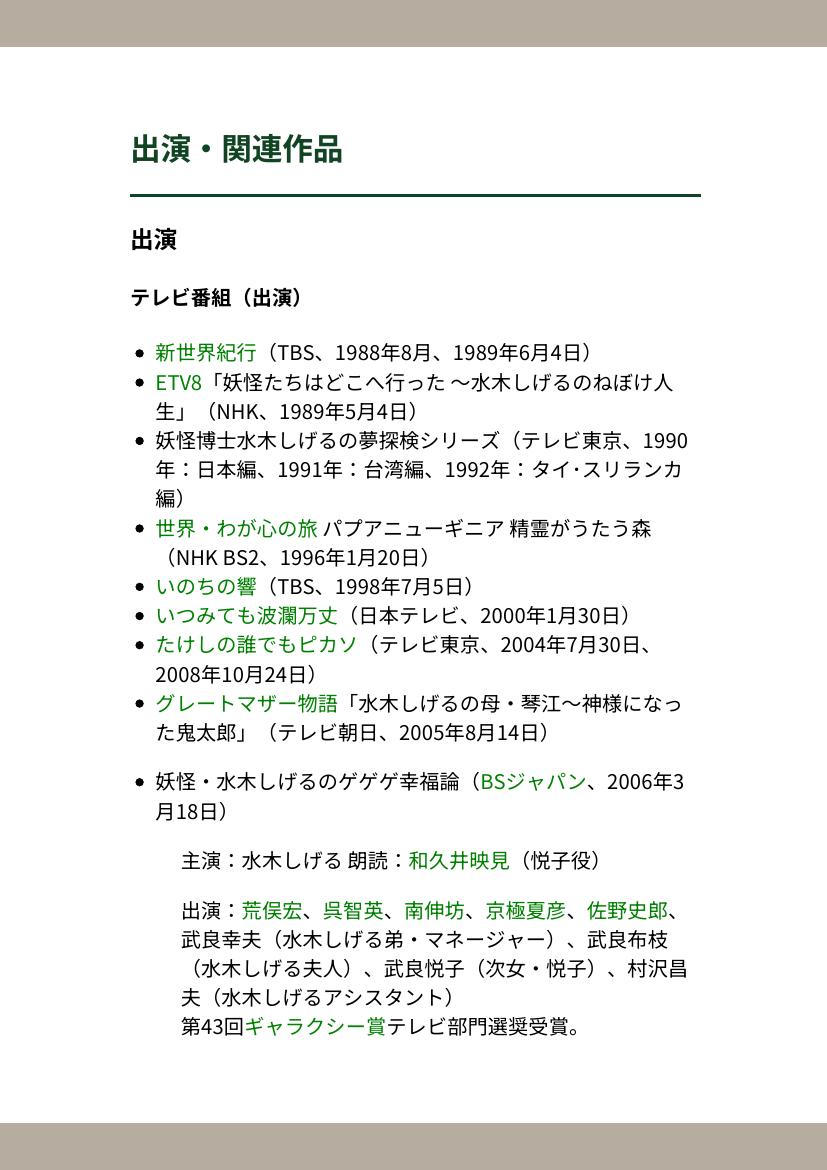 出演・関連作品
出演
テレビ番組（出演）
新世界紀行（TBS、1988年8月、1989年6月4日）
ETV8「妖怪たちはどこへ行った 〜水木しげるのねぼけ人
生」（NHK、1989年5月4日）
妖怪博士水木しげるの夢探検シリーズ（テレビ東京、1990
年：日本編、1991年：台湾編、1992年：タイ･スリランカ
編）
世界・わが心の旅 パプアニューギニア 精霊がうたう森
（NHK BS2、1996年1月20日）
いのちの響（TBS、1998年7月5日）
いつみても波瀾万丈（日本テレビ、2000年1月30日）
たけしの誰でもピカソ（テレビ東京、2004年7月30日、
2008年10月24日）
グレートマザー物語「水木しげるの母・琴江〜神様になっ
た鬼太郎」（テレビ朝日、2005年8月14日）
妖怪・水木しげるのゲゲゲ幸福論（BSジャパン、2006年3
月18日）
主演：水木しげる 朗読：和久井映見（悦子役）
出演：荒俣宏、呉智英、南伸坊、京極夏彦、佐野史郎、
武良幸夫（水木しげる弟・マネージャー）、武良布枝
（水木しげる夫人）、武良悦子（次女・悦子）、村沢昌
夫（水木しげるアシスタント）
第43回ギャラクシー賞テレビ部門選奨受賞。